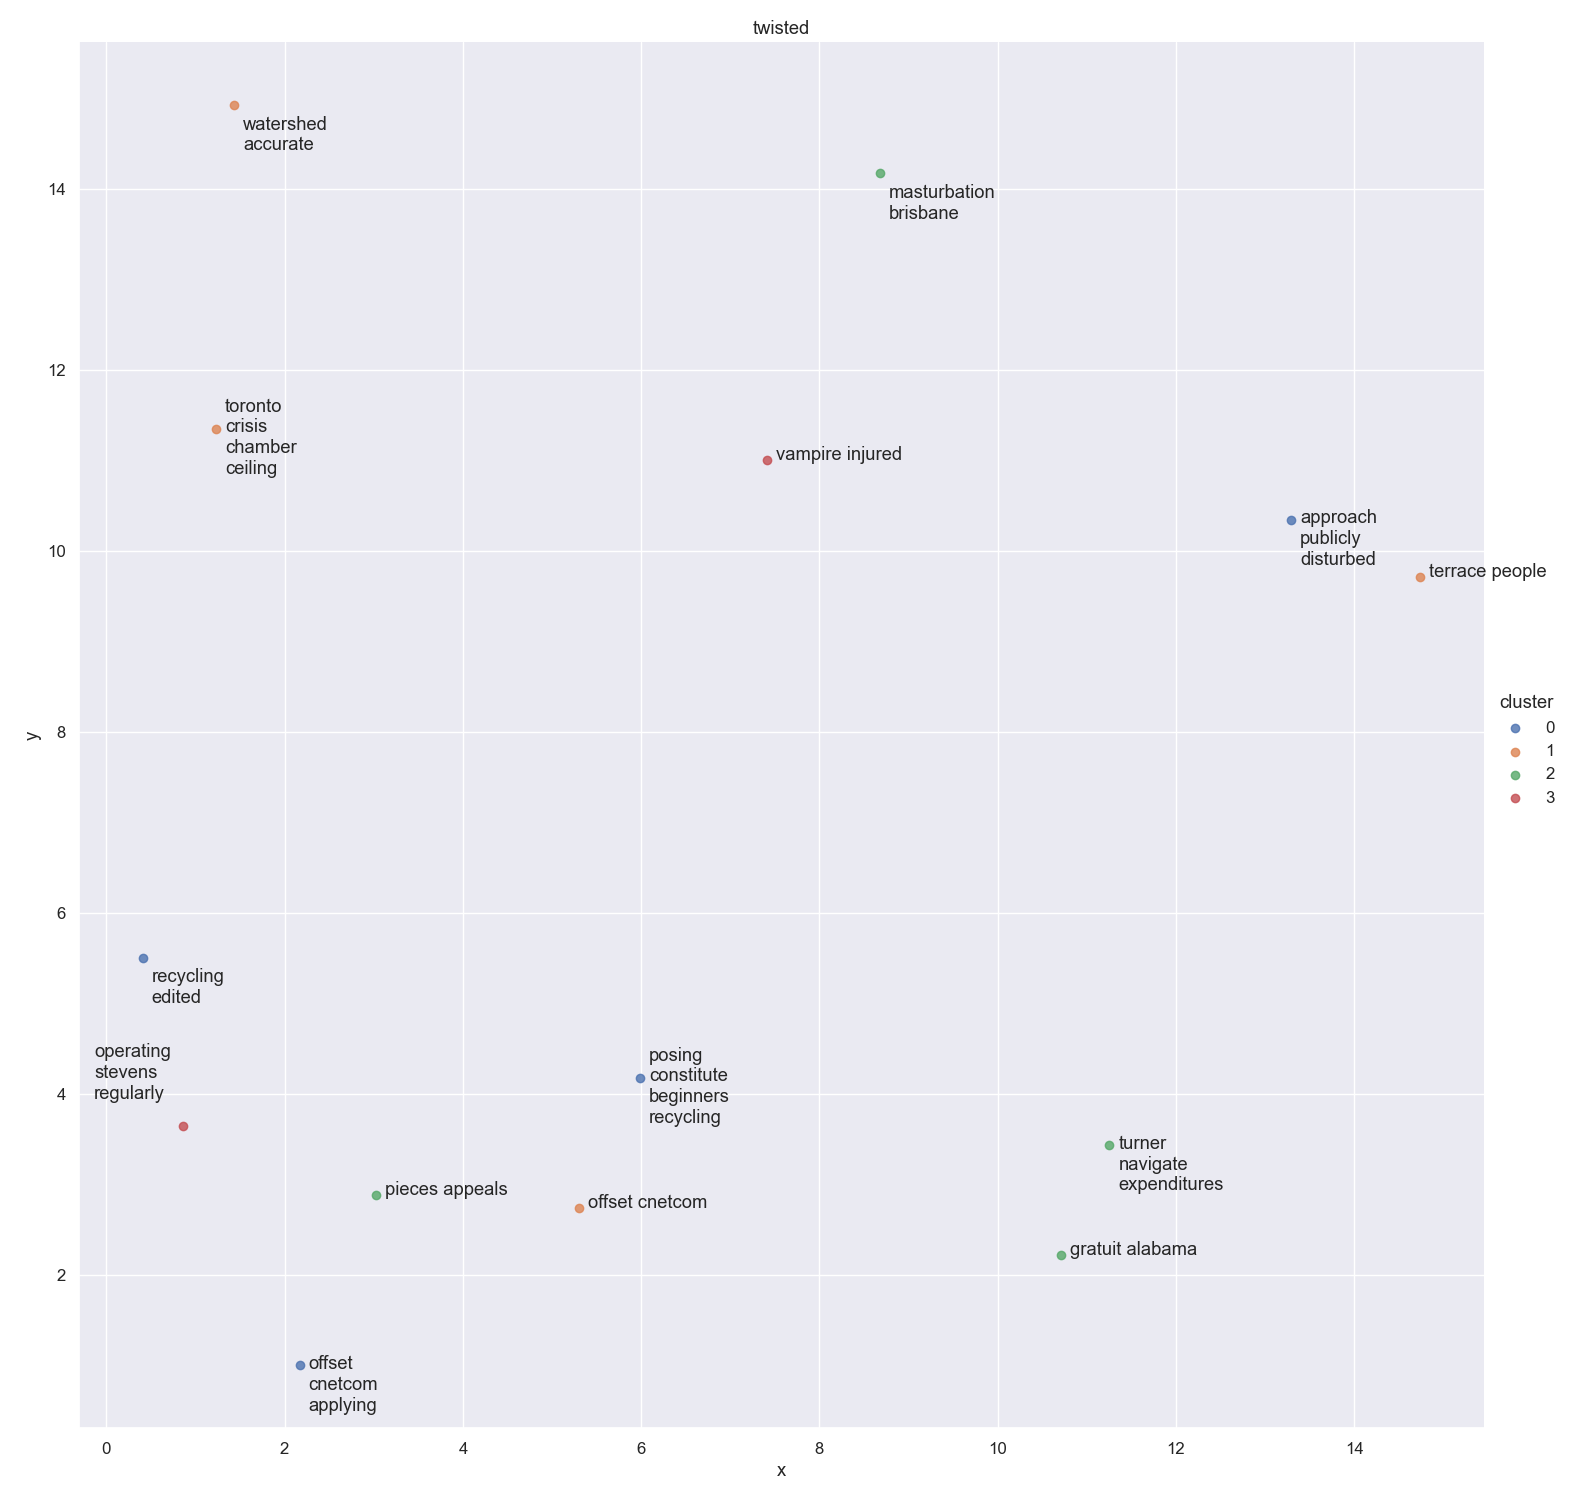 twisted
watershed
accurate
masturbation
brisbane
toronto
crisis
chamber
ceiling
vampire injured
approach
publicly
disturbed
terrace people
recycling
edited
operating
stevens
regularly
posing
constitute
beginners
recycling
turner
navigate
expenditures
pieces appeals
offset cnetcom
gratuit alabama
offset
cnetcom
applying
14
12
10
8
6
4
2
y
0 2 4 6 8 10 12 14
x
cluster
0
1
2
3